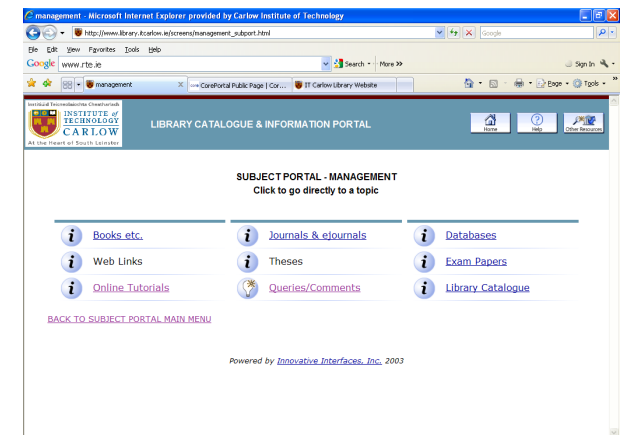 management - Microsoft Internet Explorer provided by Carlow Institute of Technology
http://www.library.itcarlow.ie/screens/management_subport.html
Google
File Edit View Favorites Tools Help
Google www.rte.ie Search More >> Sign In
management X CorePortal Public Page | Cor... IT Carlow Library Website Page Tools
INSTITUTE of
TECHNOLOGY
CARLOW
At the Heart of South Leinster
LIBRARY CATALOGUE & INFORMATION PORTAL
Home Help Other Resources
SUBJECT PORTAL - MANAGEMENT
Click to go directly to a topic
i Books etc. i Journals & eJournals i Databases
i Web Links i Theses i Exam Papers
i Online Tutorials Queries/Comments i Library Catalogue
BACK TO SUBJECT PORTAL MAIN MENU
Powered by Innovative Interfaces, Inc. 2003